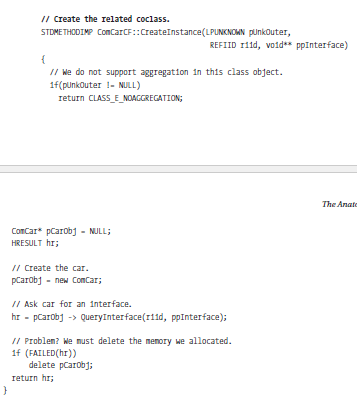 // Create the related coclass.
STDMETHODIMP ComCarCF::CreateInstance(LPUNKNOWN pUnkOuter,
REFIID riid, void** ppInterface)
{
// We do not support aggregation in this class object.
if(pUnkOuter != NULL)
return CLASS_E_NOAGGREGATION;
The Anato
ComCar* pCarObj = NULL;
HRESULT hr;
// Create the car.
pCarObj = new ComCar;
// Ask car for an interface.
hr = pCarObj -> QueryInterface(riid, ppInterface);
// Problem? We must delete the memory we allocated.
if (FAILED(hr))
delete pCarObj;
return hr;
}